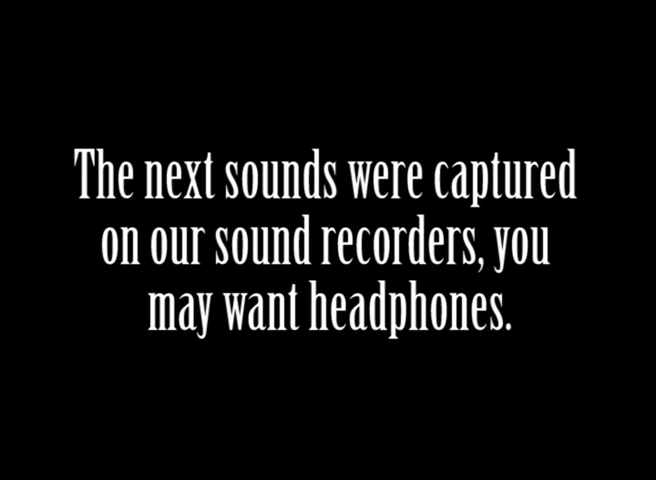 The next sounds were captured
on our sound recorders, you
may want headphones.